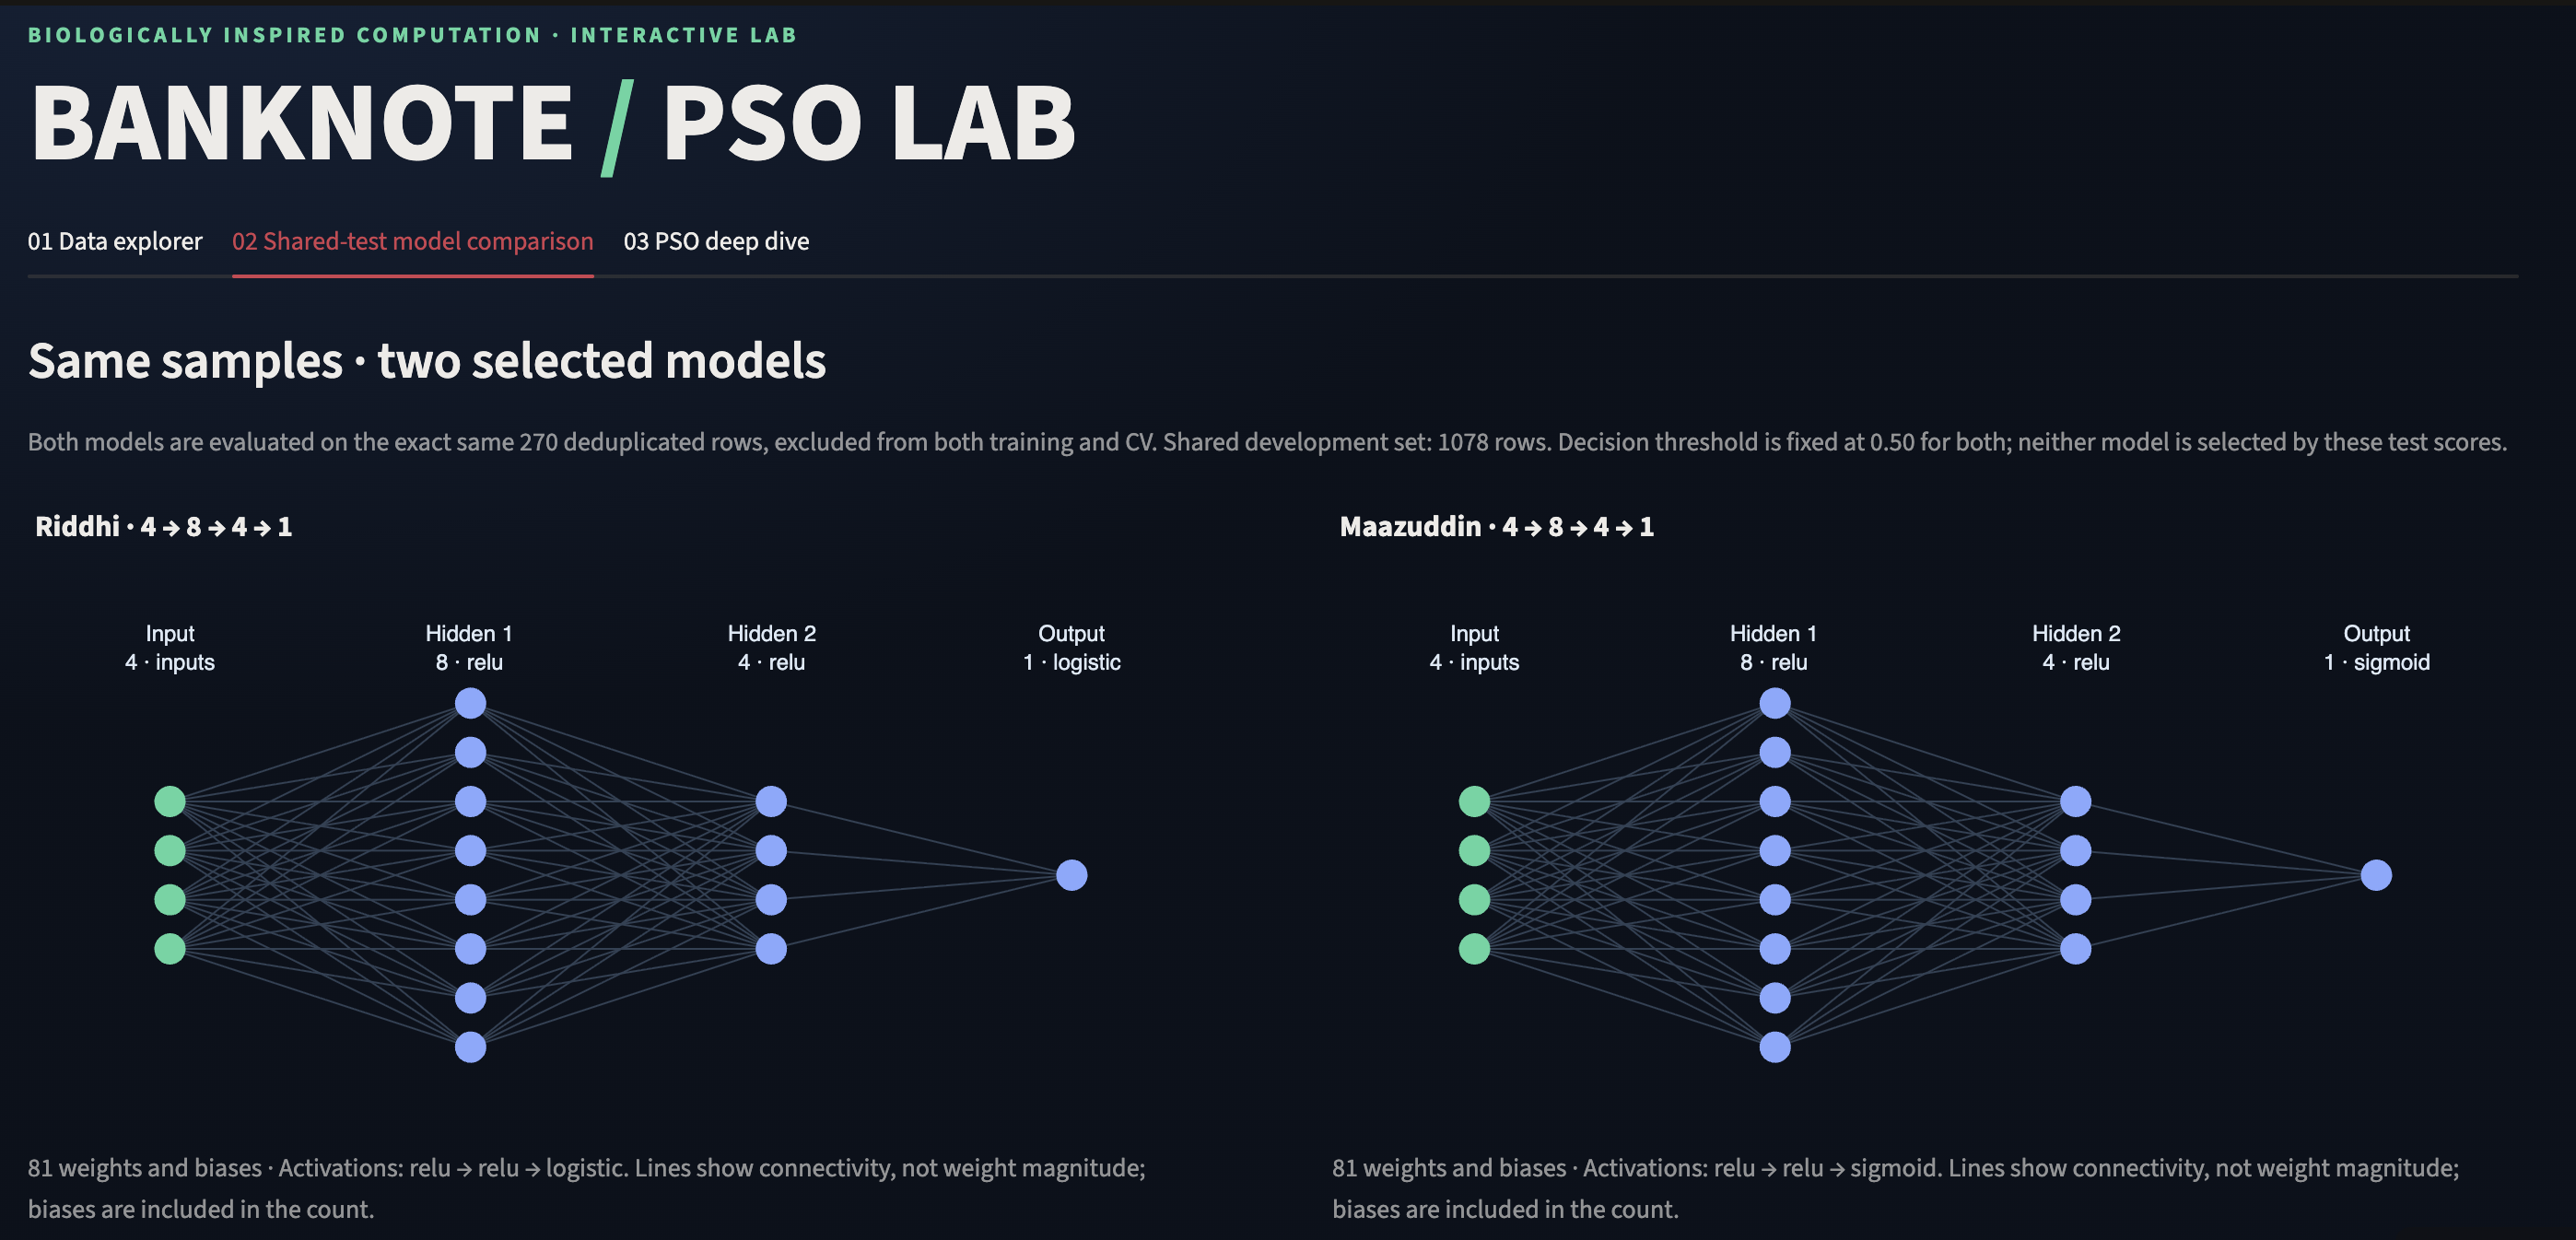 BIOLOGICALLY INSPIRED COMPUTATION · INTERACTIVE LAB
BANKNOTE / PSO LAB
01 Data explorer 02 Shared-test model comparison 03 PSO deep dive
Same samples · two selected models
Both models are evaluated on the exact same 270 deduplicated rows, excluded from both training and CV. Shared development set: 1078 rows. Decision threshold is fixed at 0.50 for both; neither model is selected by these test scores.
Riddhi · 4 → 8 → 4 → 1
Input
4 · inputs
Hidden 1
8 · relu
Hidden 2
4 · relu
Output
1 · logistic
81 weights and biases · Activations: relu → relu → logistic. Lines show connectivity, not weight magnitude;
biases are included in the count.
Maazuddin · 4 → 8 → 4 → 1
Input
4 · inputs
Hidden 1
8 · relu
Hidden 2
4 · relu
Output
1 · sigmoid
81 weights and biases · Activations: relu → relu → sigmoid. Lines show connectivity, not weight magnitude;
biases are included in the count.